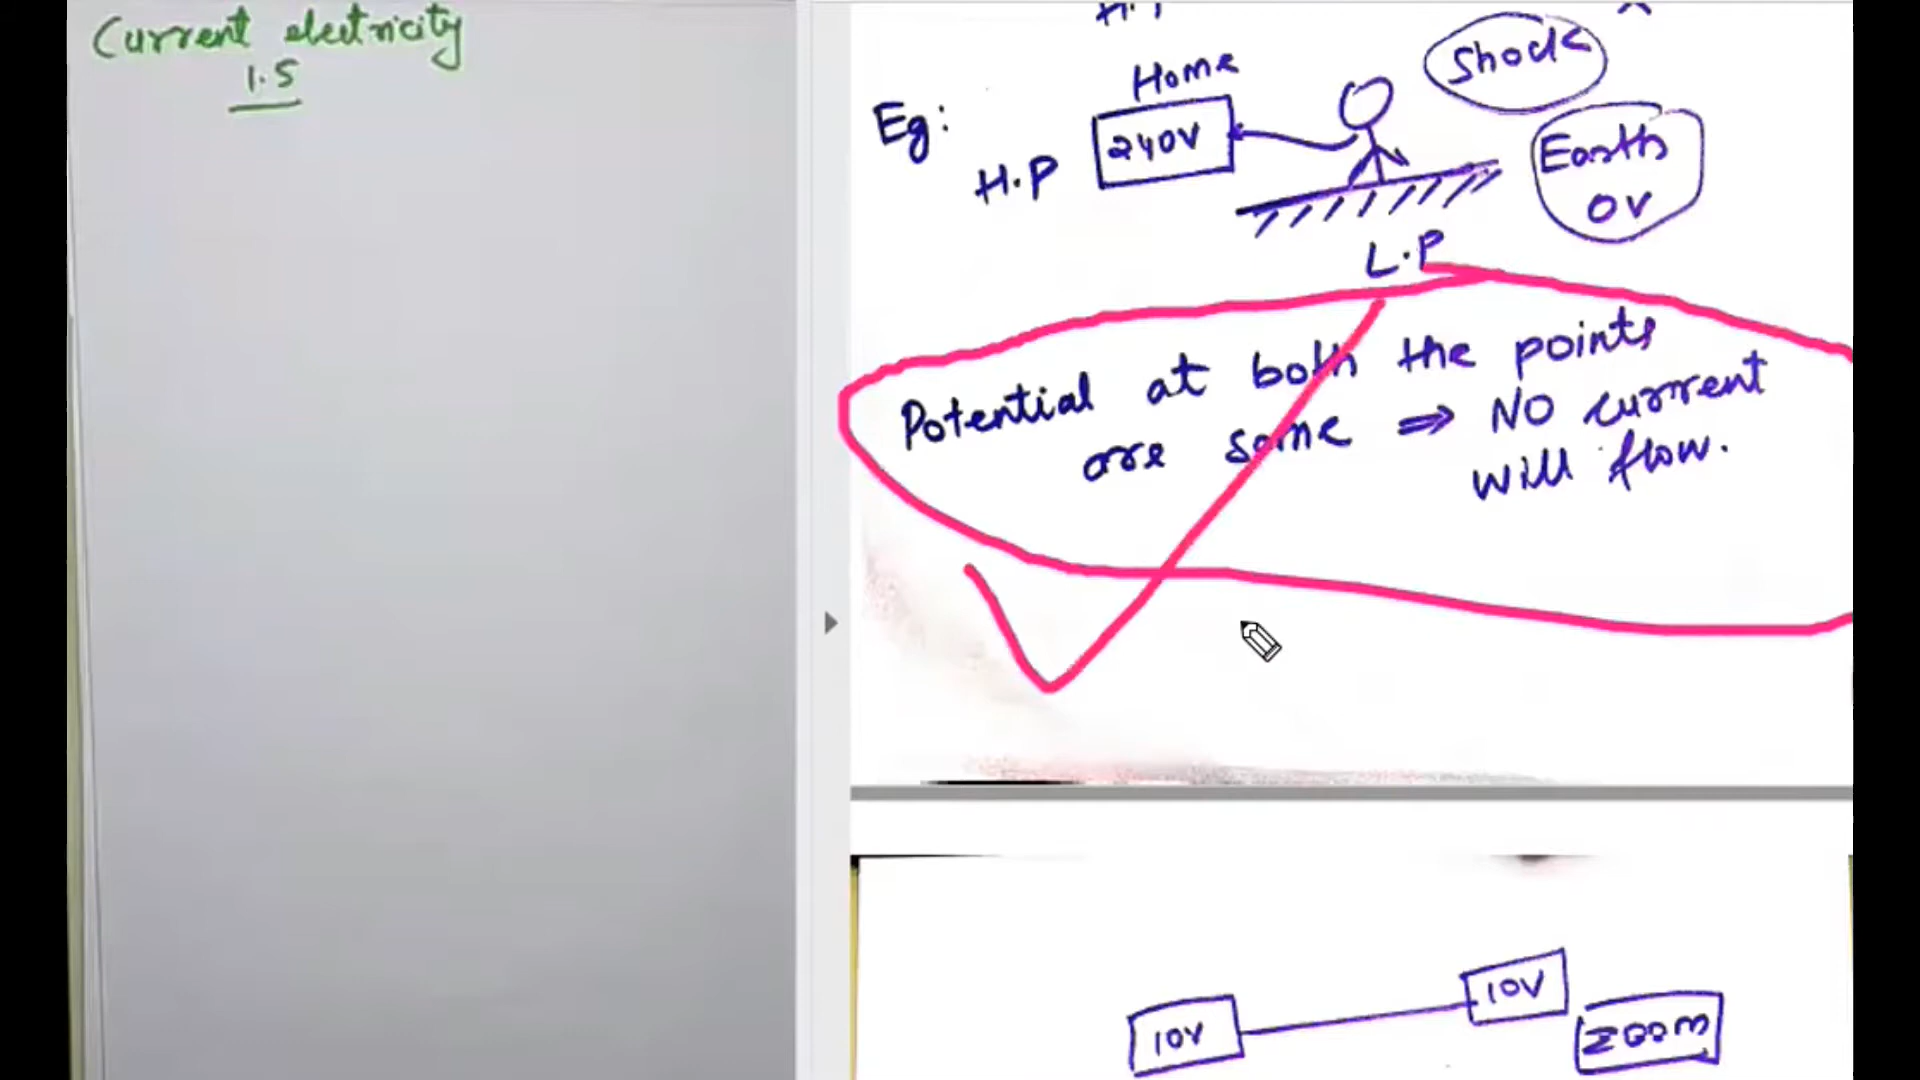 Current electricity
1.5
Home
Shock
Eg:
240V
H.P
Earth
0V
L.P
Potential at both the points
are same ⇒ NO current
will flow.
10V
10V
zoom